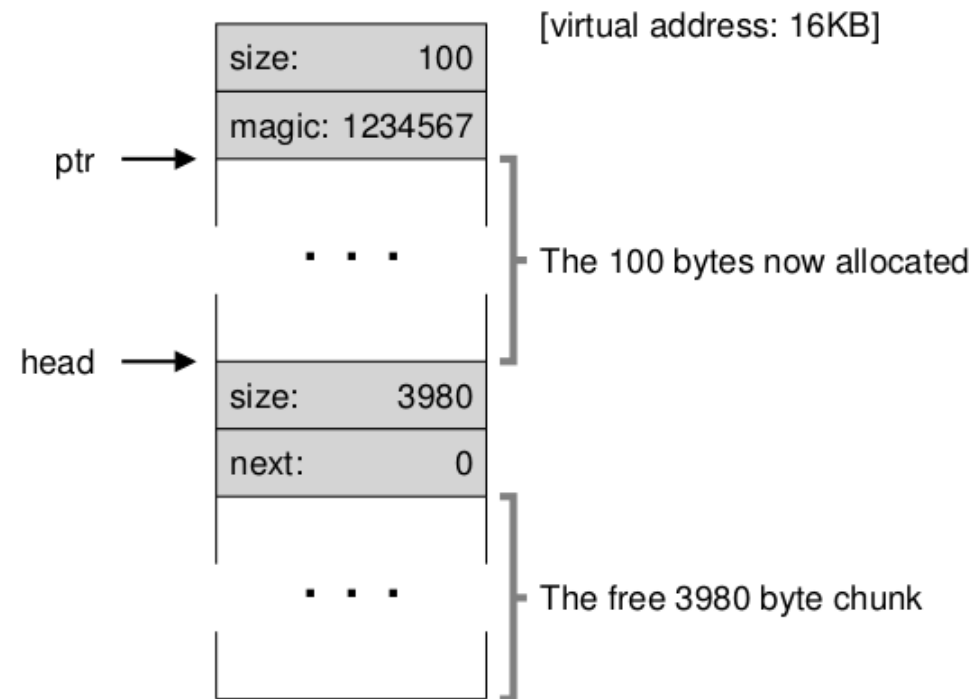 [virtual address: 16KB]
size: 100
magic: 1234567
ptr
. . .
The 100 bytes now allocated
head
size: 3980
next: 0
. . .
The free 3980 byte chunk